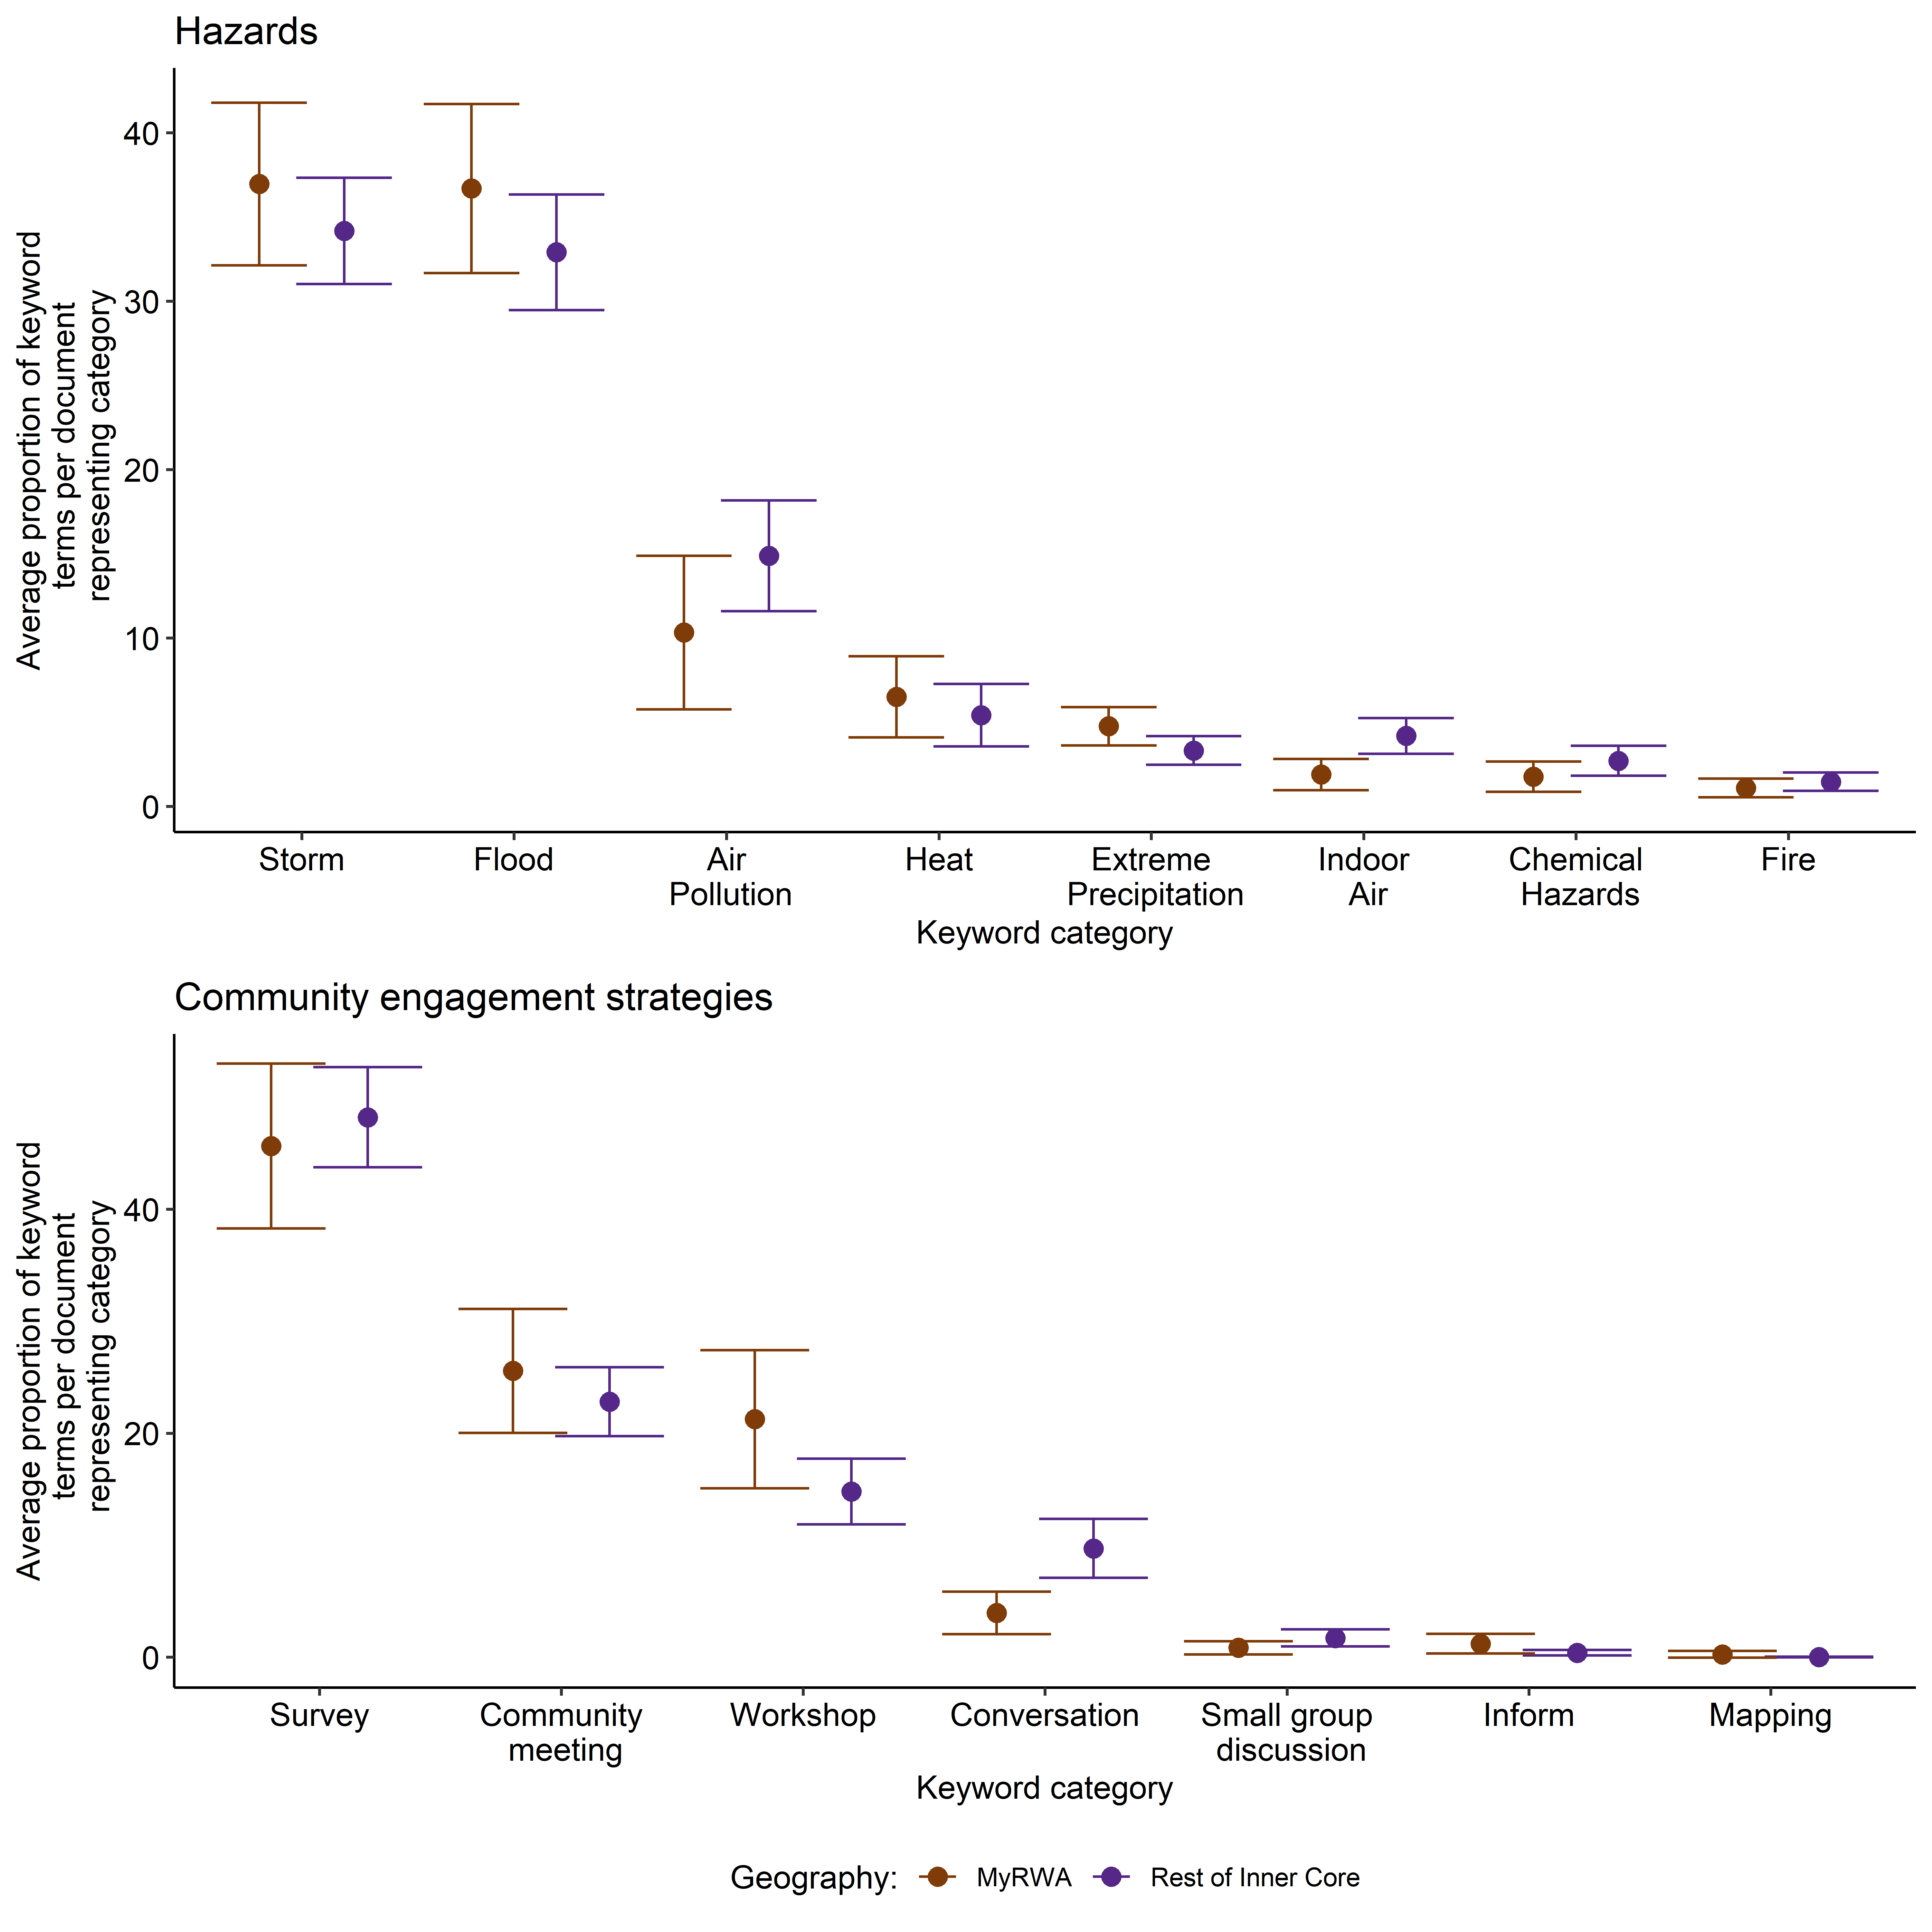 Hazards
Average proportion of keyword
terms per document
representing category
40
30
20
10
0
Storm
Flood
Air
Pollution
Heat
Extreme
Precipitation
Indoor
Air
Chemical
Hazards
Fire
Keyword category
Community engagement strategies
Average proportion of keyword
terms per document
representing category
40
20
0
Survey
Community
meeting
Workshop
Conversation
Small group
discussion
Inform
Mapping
Keyword category
Geography: MyRWA Rest of Inner Core